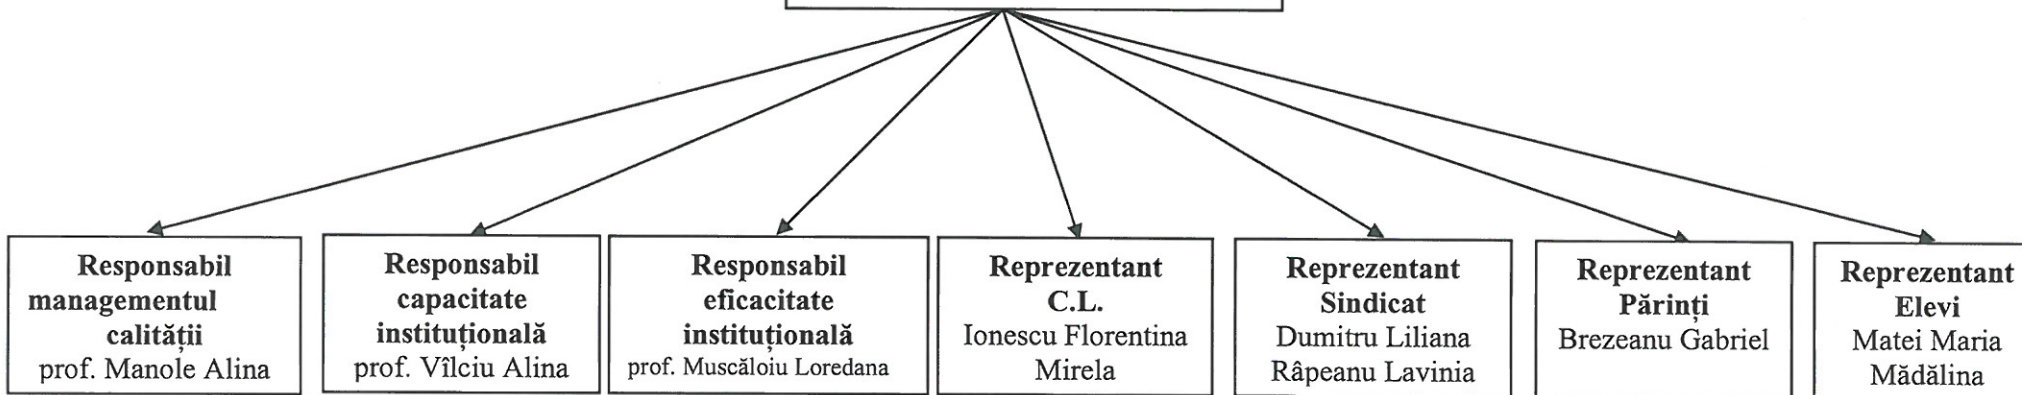 Responsabil
managementul
calității
prof. Manole Alina
Responsabil
capacitate
instituțională
prof. Vîlciu Alina
Responsabil
eficacitate
instituțională
prof. Muscăloiu Loredana
Reprezentant
C.L.
Ionescu Florentina
Mirela
Reprezentant
Sindicat
Dumitru Liliana
Râpeanu Lavinia
Reprezentant
Părinți
Brezeanu Gabriel
Reprezentant
Elevi
Matei Maria
Mădălina